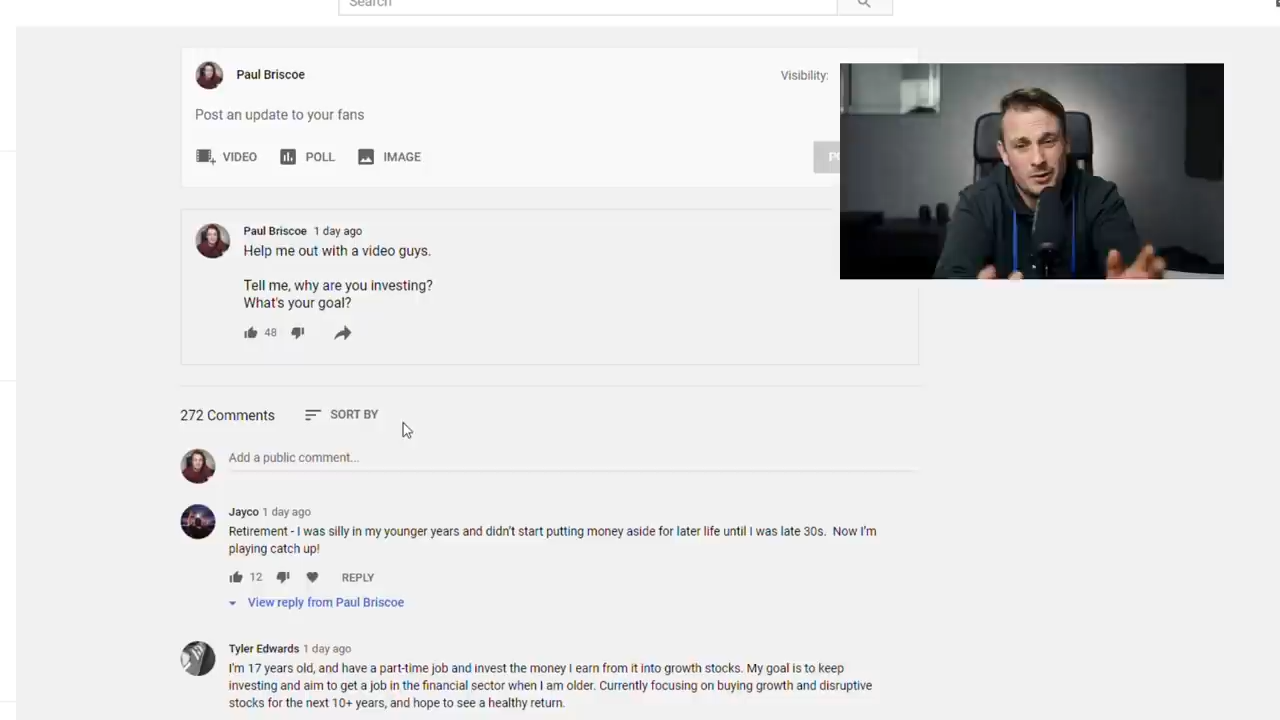 Search
Paul Briscoe
Visibility:
Post an update to your fans
VIDEO POLL IMAGE
Paul Briscoe 1 day ago
Help me out with a video guys.
Tell me, why are you investing?
What's your goal?
48
272 Comments SORT BY
Add a public comment...
Jayco 1 day ago
Retirement - I was silly in my younger years and didn't start putting money aside for later life until I was late 30s. Now I'm
playing catch up!
12 REPLY
View reply from Paul Briscoe
Tyler Edwards 1 day ago
I'm 17 years old, and have a part-time job and invest the money I earn from it into growth stocks. My goal is to keep
investing and aim to get a job in the financial sector when I am older. Currently focusing on buying growth and disruptive
stocks for the next 10+ years, and hope to see a healthy return.